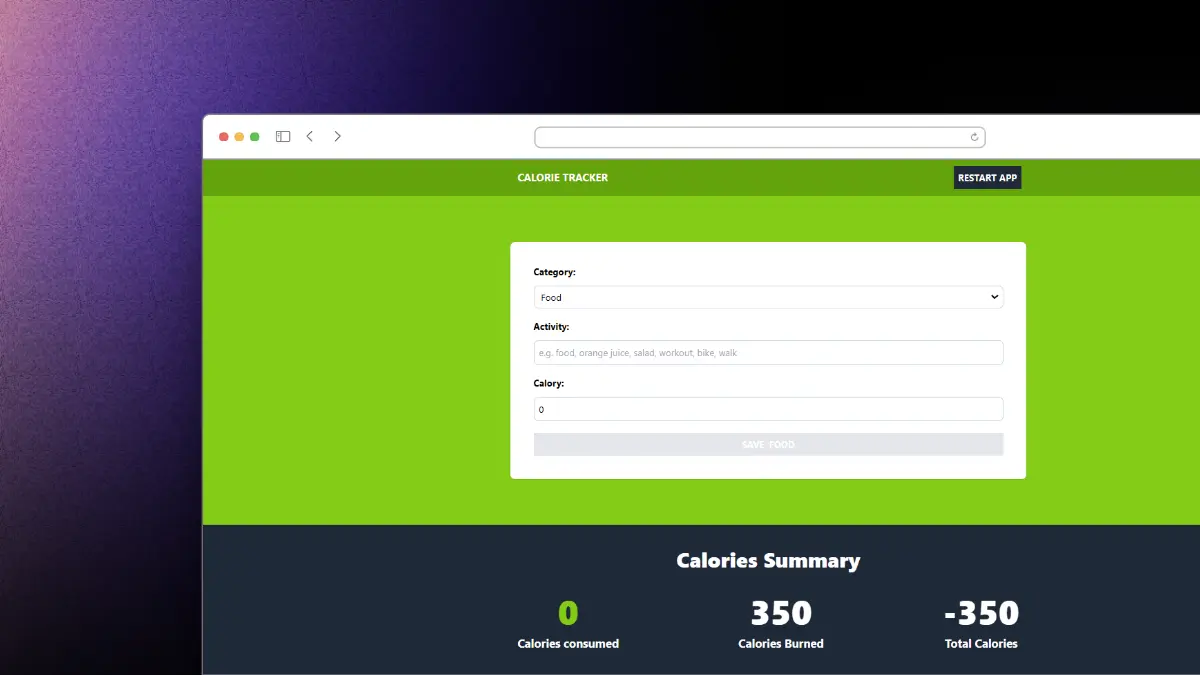 CALORIE TRACKER
RESTART APP
Category:
Food
Activity:
e.g. food, orange juice, salad, workout, bike, walk
Calory:
0
SAVE FOOD
Calories Summary
0 350 -350
Calories consumed Calories Burned Total Calories